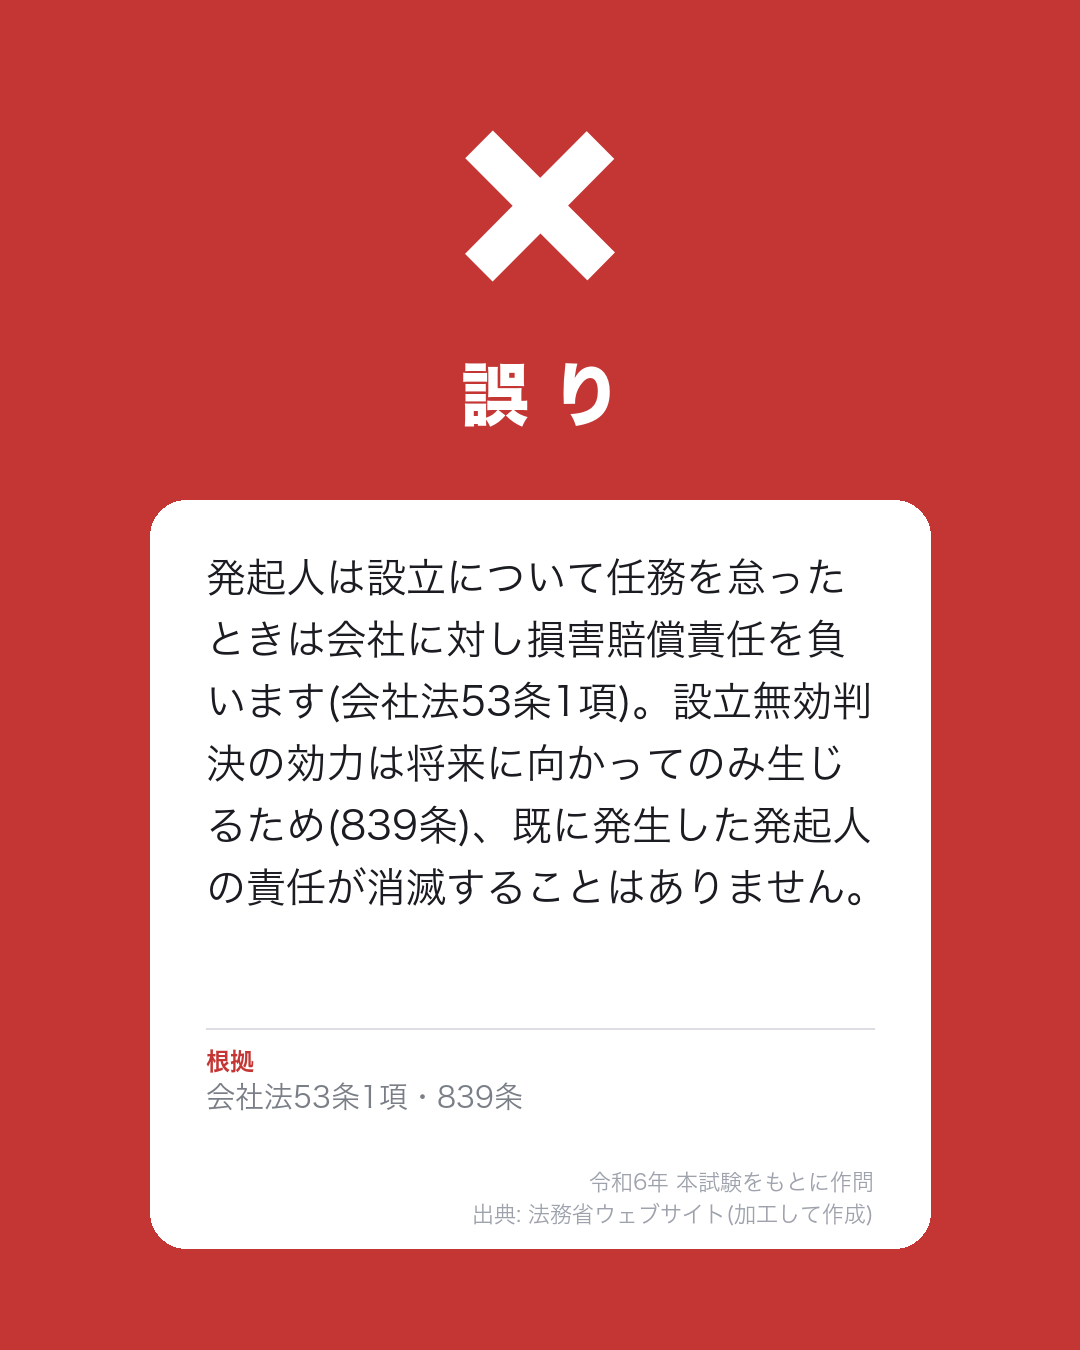 誤り
発起人は設立について任務を怠った
ときは会社に対し損害賠償責任を負
います(会社法53条1項)。設立無効判
決の効力は将来に向かってのみ生じ
るため(839条)、既に発生した発起人
の責任が消滅することはありません。
根拠
会社法53条1項・839条
令和6年 本試験をもとに作問
出典: 法務省ウェブサイト(加工して作成)